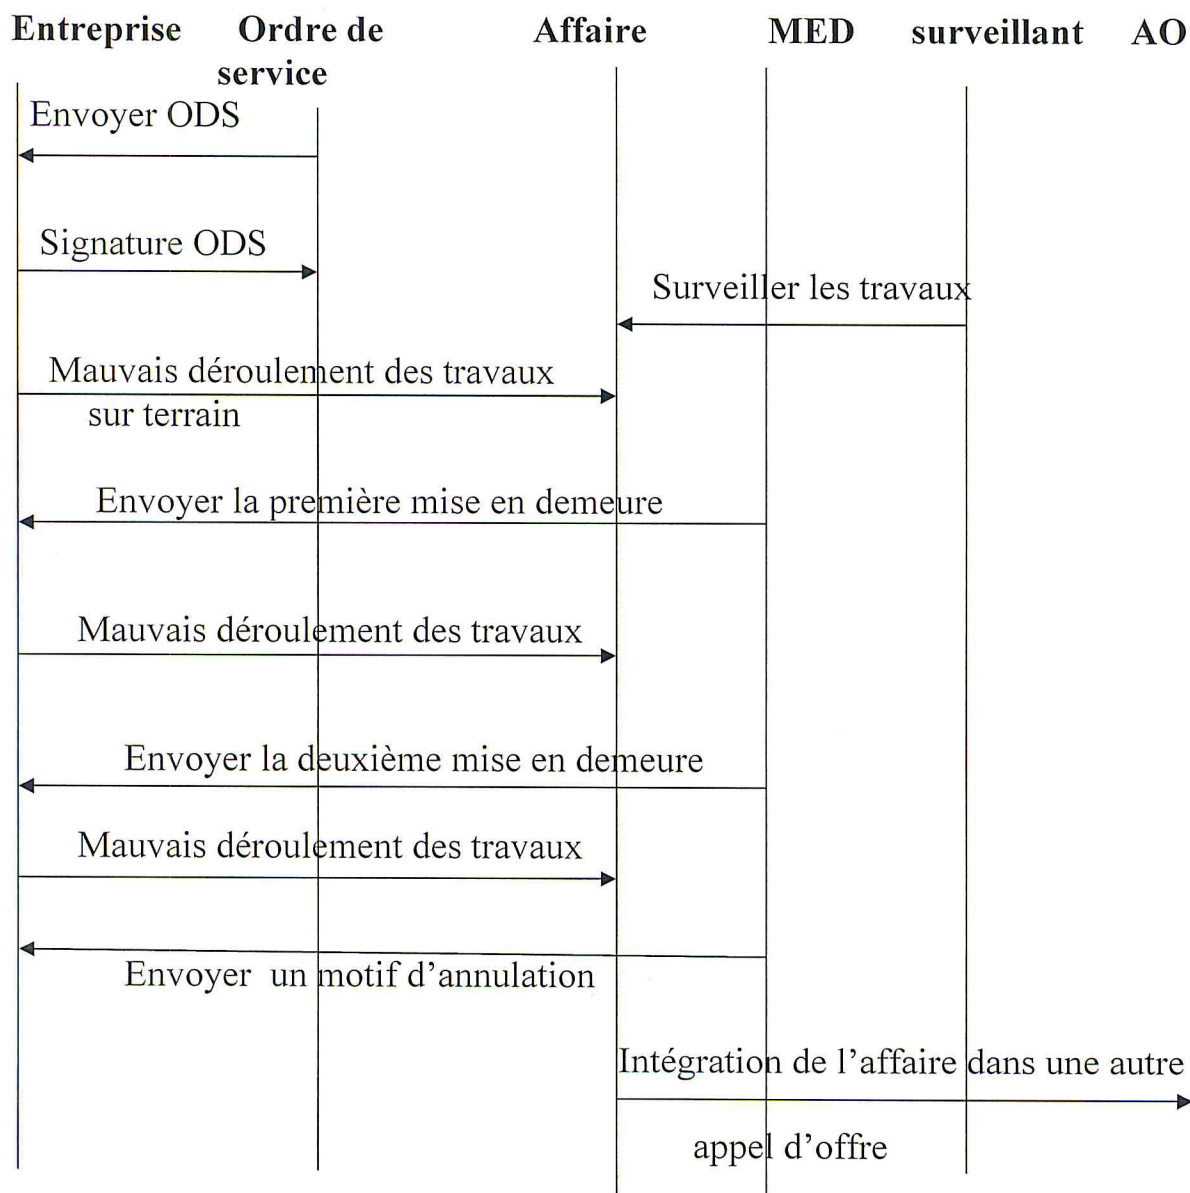 Entreprise Ordre de Affaire MED surveillant AO
service
Envoyer ODS
Signature ODS
Surveiller les travaux
Mauvais déroulement des travaux
sur terrain
Envoyer la première mise en demeure
Mauvais déroulement des travaux
Envoyer la deuxième mise en demeure
Mauvais déroulement des travaux
Envoyer un motif d’annulation
Intégration de l’affaire dans une autre
appel d’offre